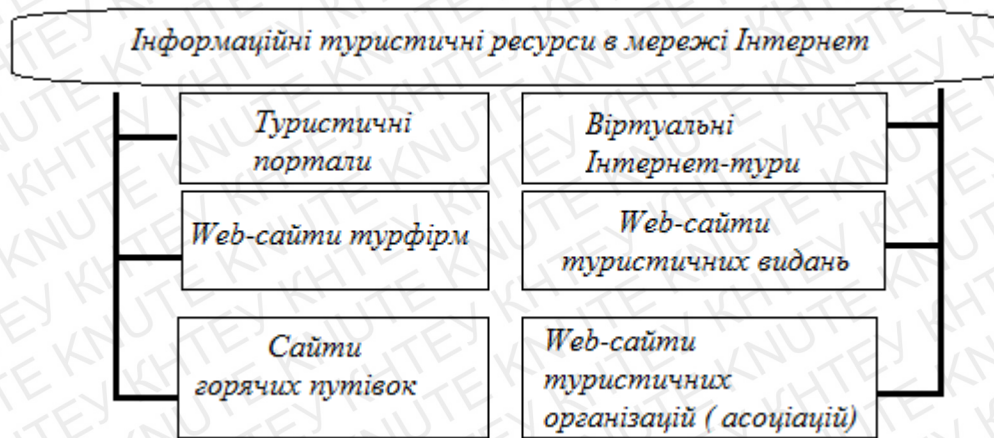 Інформаційні туристичні ресурси в мережі Інтернет
Туристичні
портали
Віртуальні
Інтернет-тури
Web-сайти турфірм
Web-сайти
туристичних видань
Сайти
горячих путівок
Web-сайти
туристичних
організацій ( асоціацій)